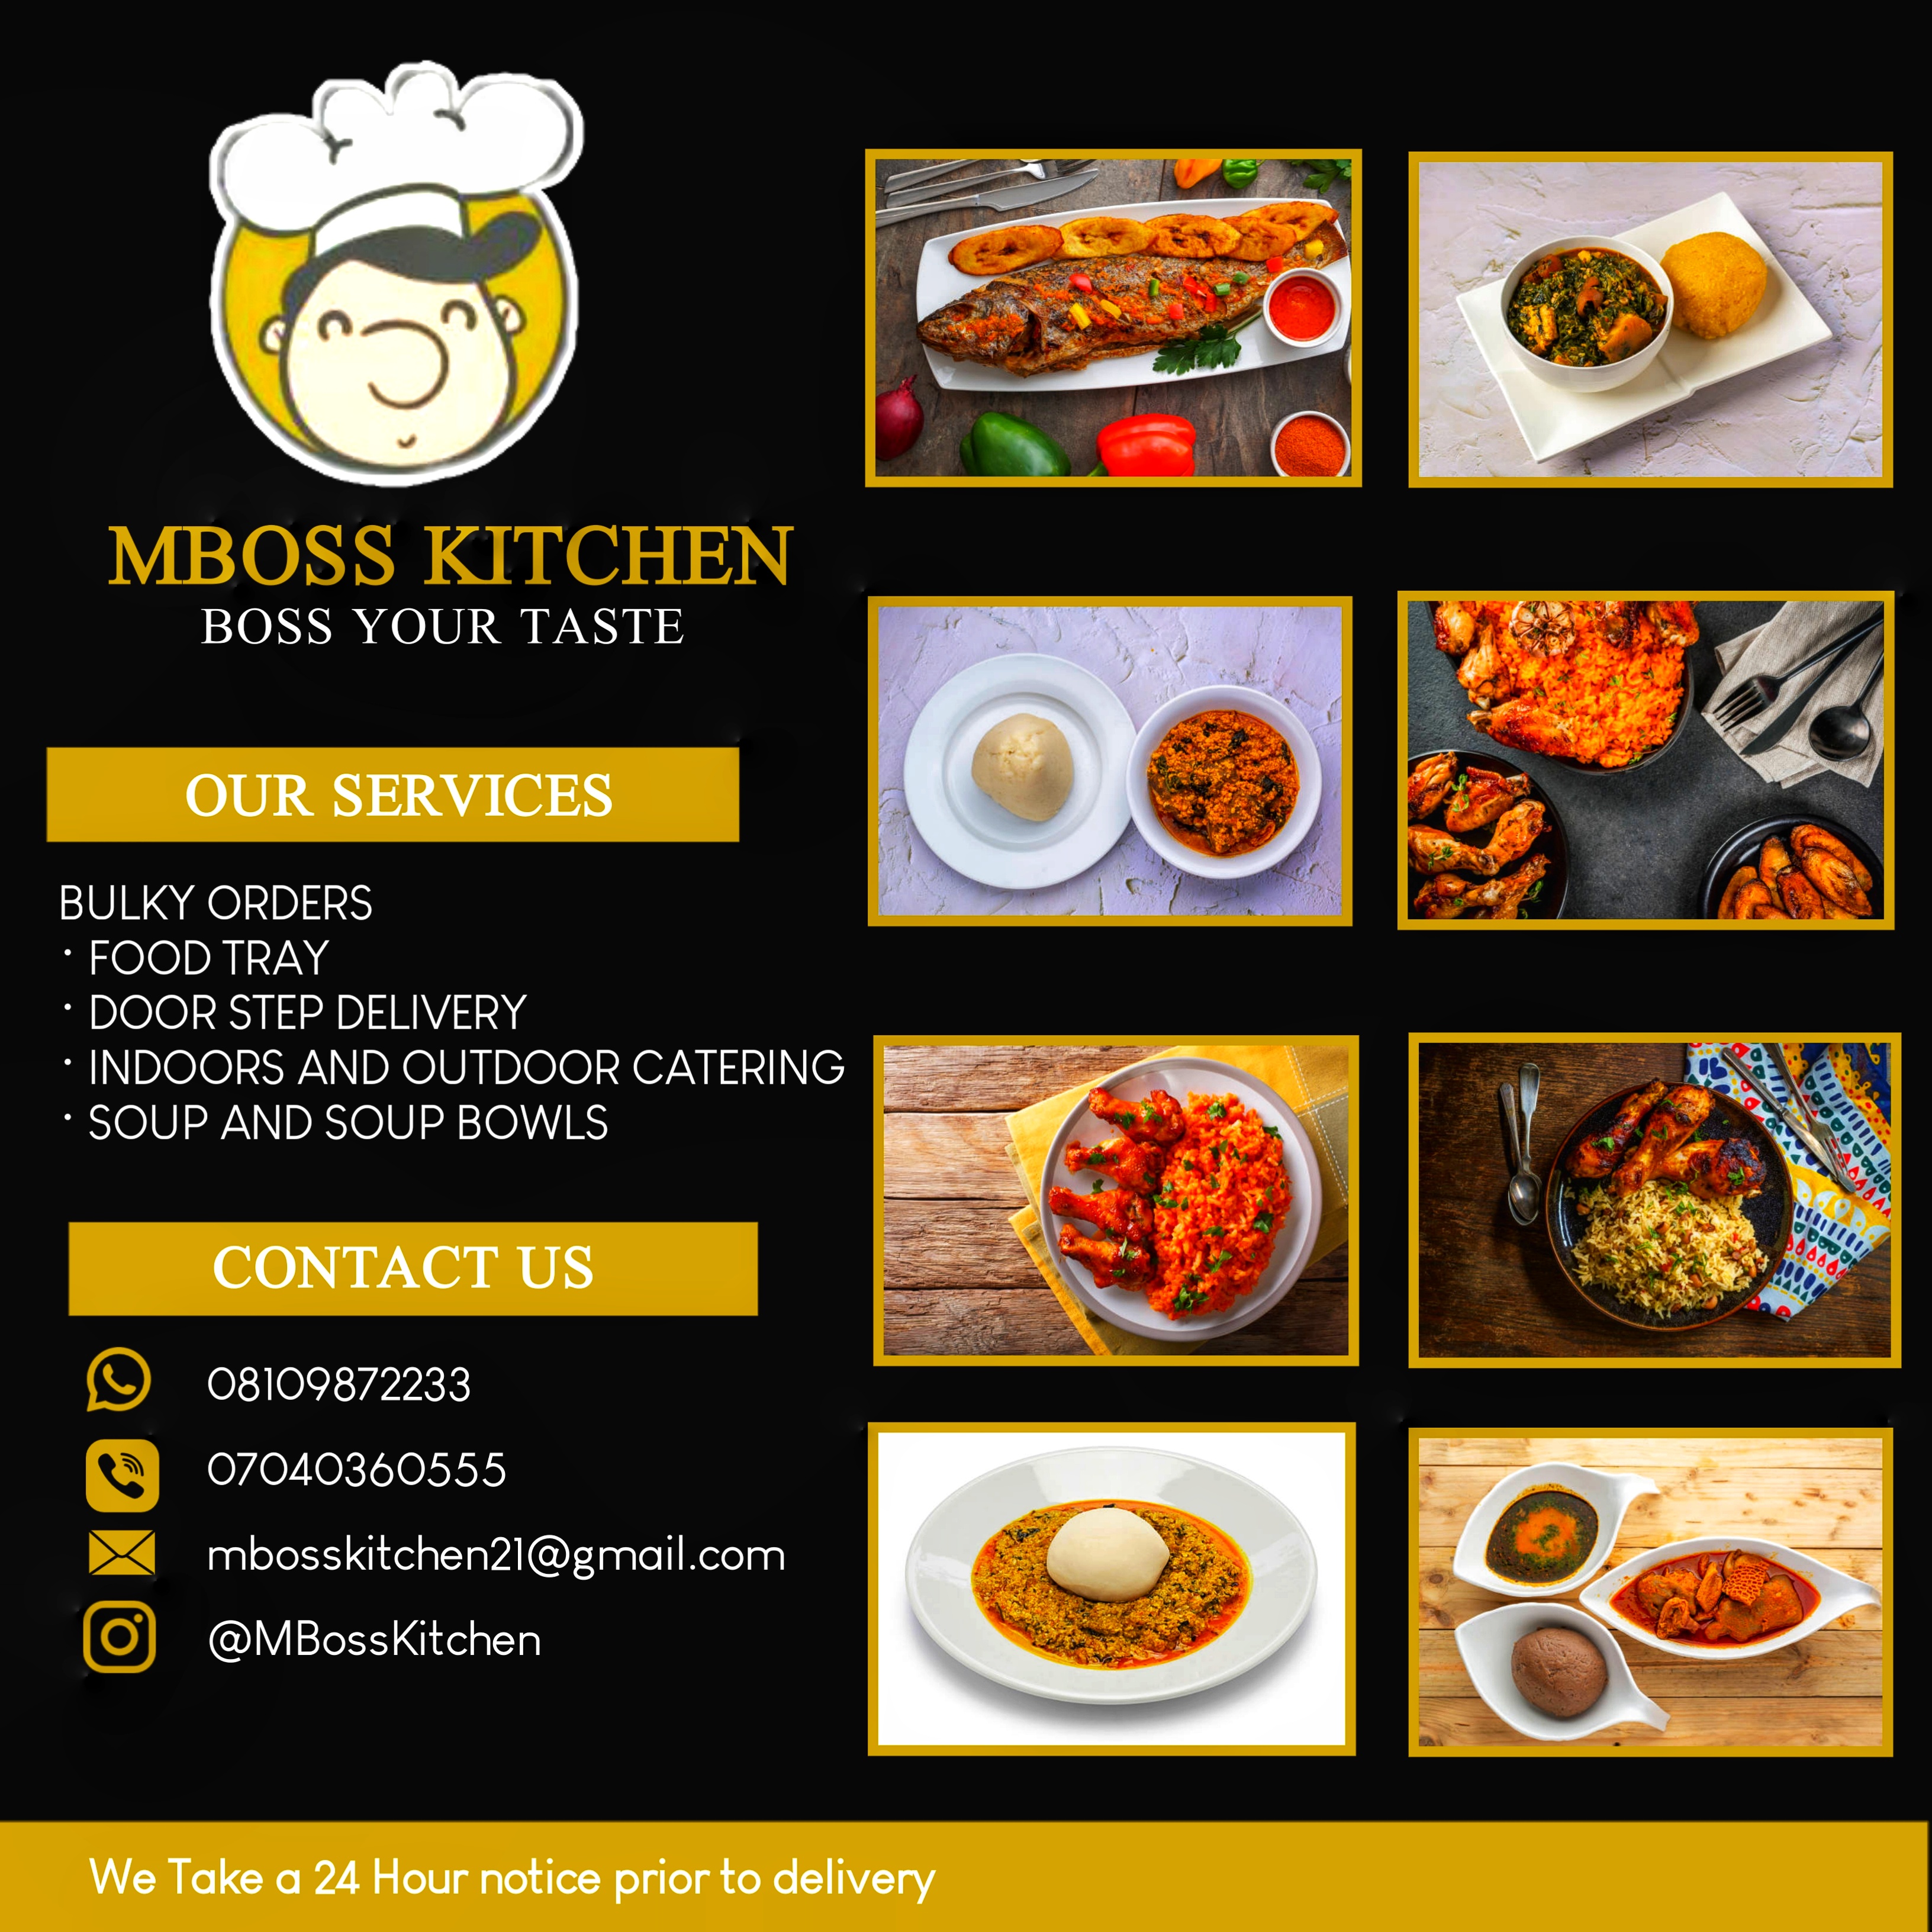 MBOSS KITCHEN
BOSS YOUR TASTE
OUR SERVICES
BULKY ORDERS
· FOOD TRAY
· DOOR STEP DELIVERY
· INDOORS AND OUTDOOR CATERING
· SOUP AND SOUP BOWLS
CONTACT US
08109872233
07040360555
mbosskitchen21@gmail.com
@MBossKitchen
We Take a 24 Hour notice prior to delivery